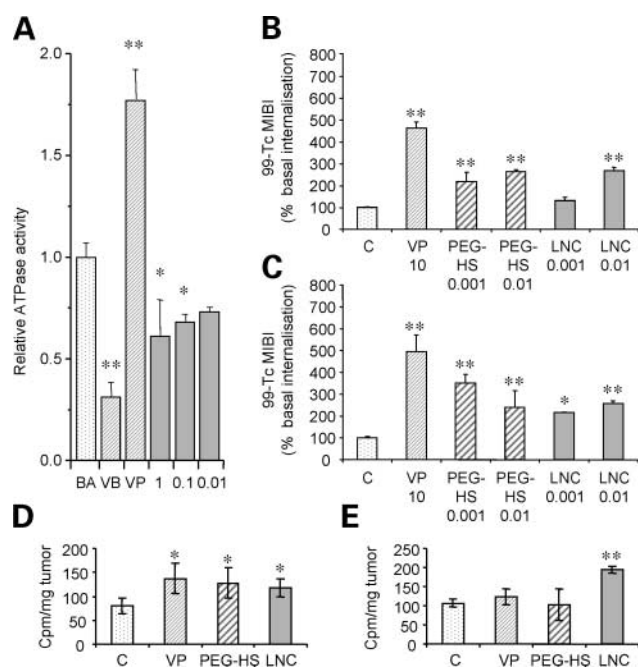 A
Relative ATPase activity
2.0
1.5
1.0
0.5
0.0
**
**
*
*
BA VB VP 1 0.1 0.01
B
99-Tc MIBI
(% basal internalisation)
800
700
600
500
400
300
200
100
0
**
**
**
**
C VP PEG- PEG- LNC LNC
10 HS HS 0.001 0.01
0.001 0.01
C
99-Tc MIBI
(% basal internalisation)
800
700
600
500
400
300
200
100
0
**
**
**
*
**
C VP PEG- PEG- LNC LNC
10 HS HS 0.001 0.01
0.001 0.01
D
Cpm/mg tumor
200
150
100
50
0
*
*
*
C VP PEG-HS LNC
E
Cpm/mg tumor
250
200
150
100
50
0
**
C VP PEG-HS LNC